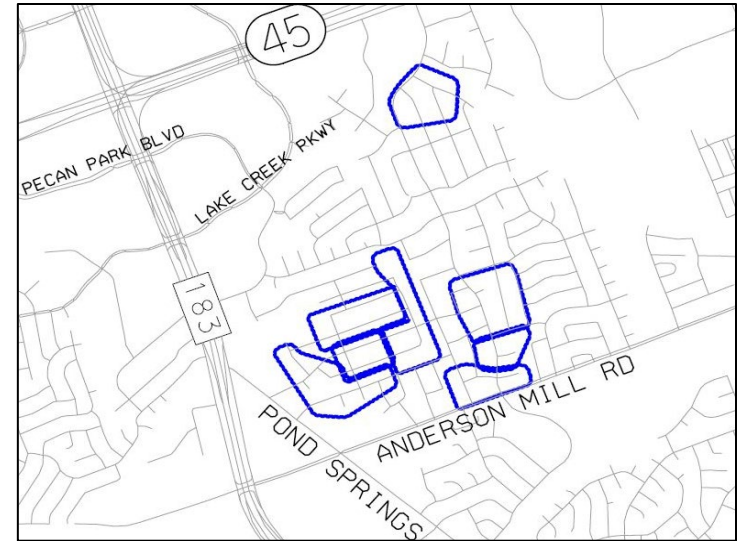 45
PECAN PARK BLVD
LAKE CREEK PKWY
183
ANDERSON MILL RD
POND SPRINGS